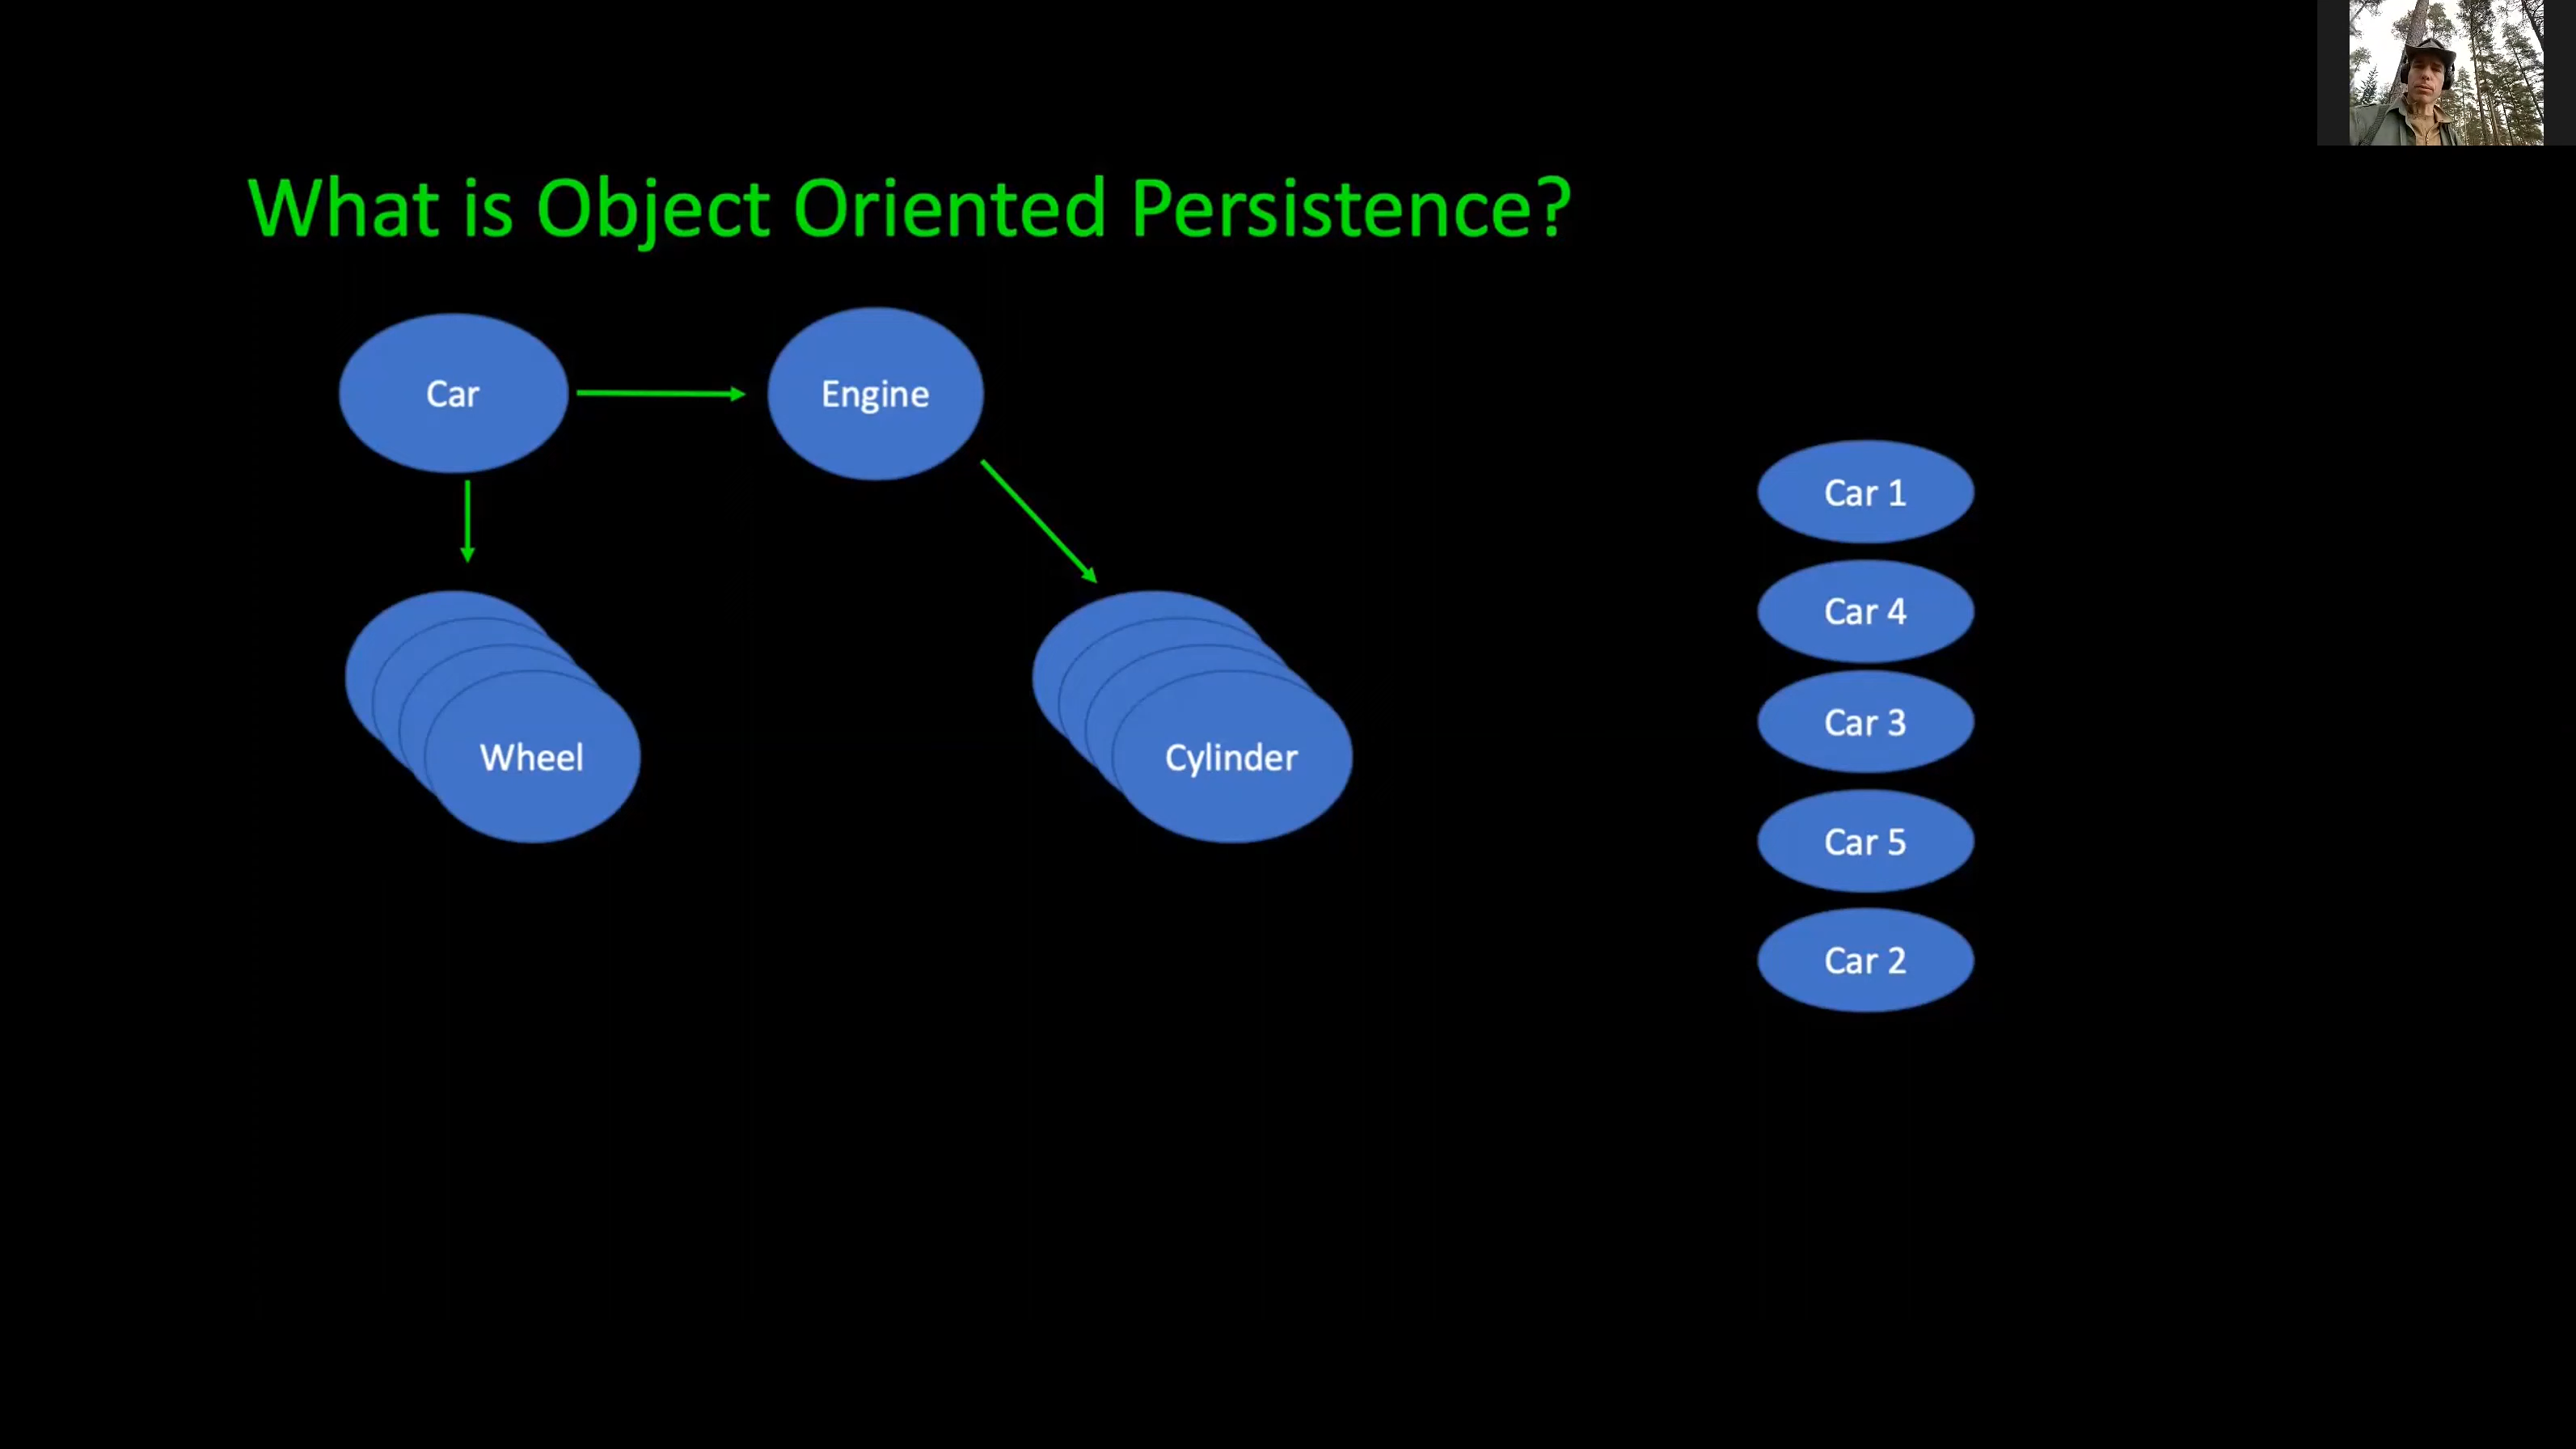 What is Object Oriented Persistence?
Car
Engine
Wheel
Cylinder
Car 1
Car 4
Car 3
Car 5
Car 2